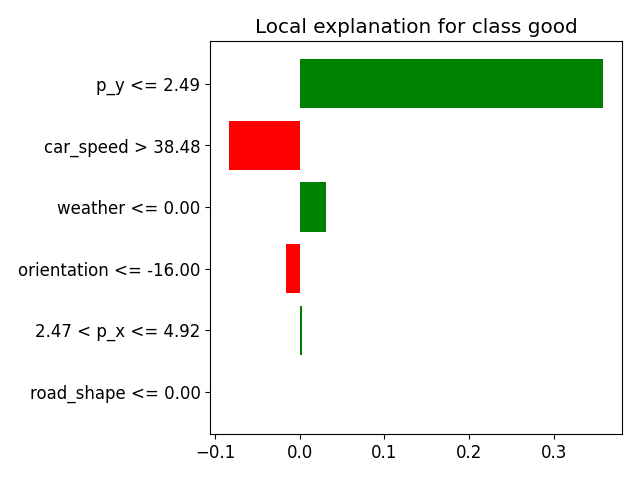 Local explanation for class good
p_y <= 2.49
car_speed > 38.48
weather <= 0.00
orientation <= -16.00
2.47 < p_x <= 4.92
road_shape <= 0.00
−0.1 0.0 0.1 0.2 0.3